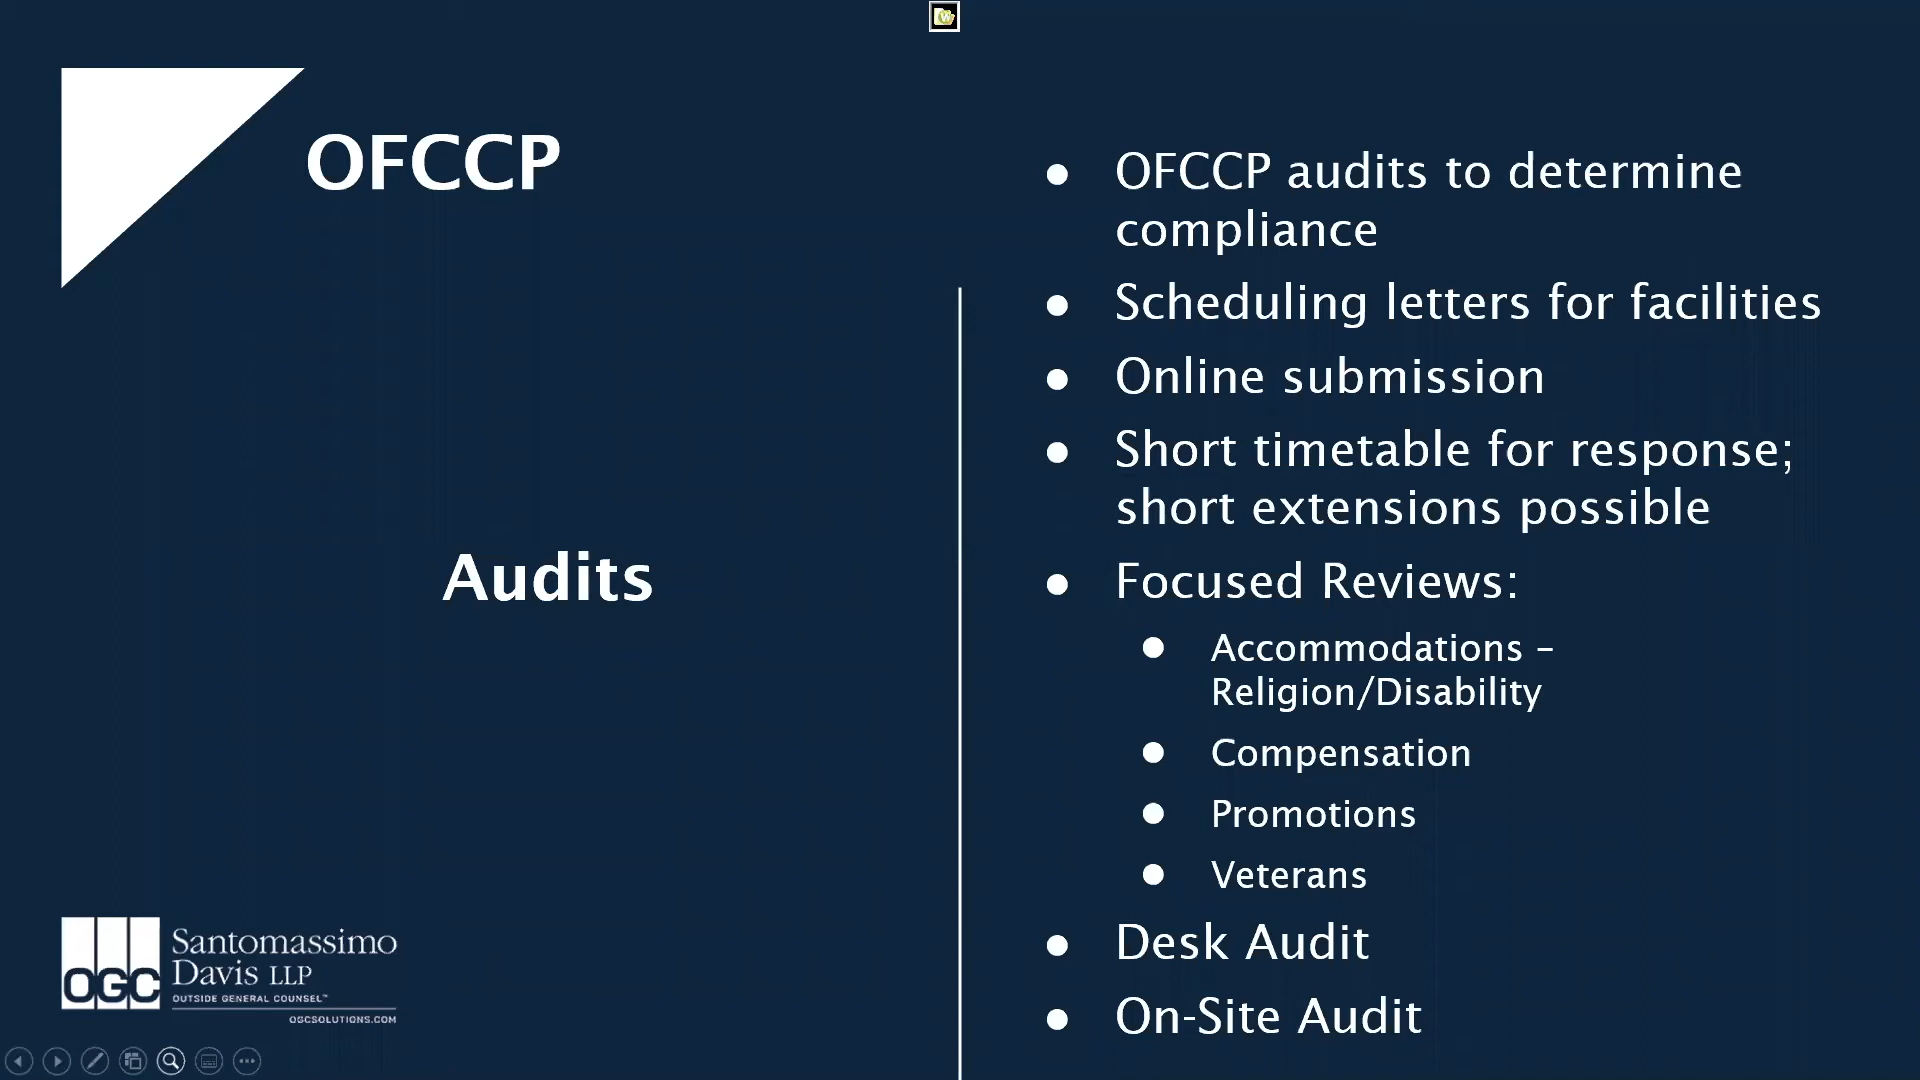 OFCCP
Audits
OFCCP audits to determine
compliance
Scheduling letters for facilities
Online submission
Short timetable for response;
short extensions possible
Focused Reviews:
Accommodations –
Religion/Disability
Compensation
Promotions
Veterans
Desk Audit
On-Site Audit
OGC
Santomassimo
Davis LLP
OUTSIDE GENERAL COUNSEL™
OGCSOLUTIONS.COM